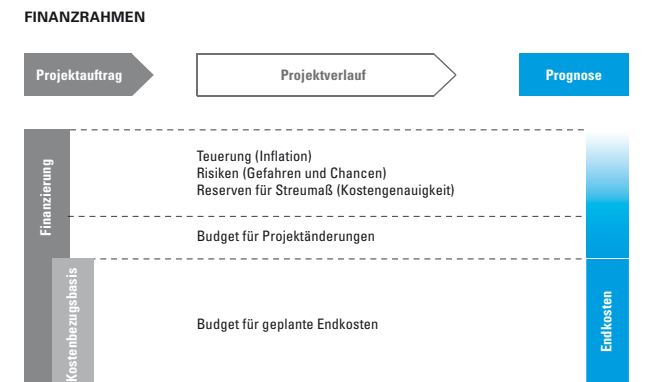 FINANZRAHMEN
Projektauftrag
Projektverlauf
Prognose
Finanzierung
Teuerung (Inflation)
Risiken (Gefahren und Chancen)
Reserven für Streumaß (Kostengenauigkeit)
Budget für Projektänderungen
Kostenbezugsbasis
Budget für geplante Endkosten
Endkosten